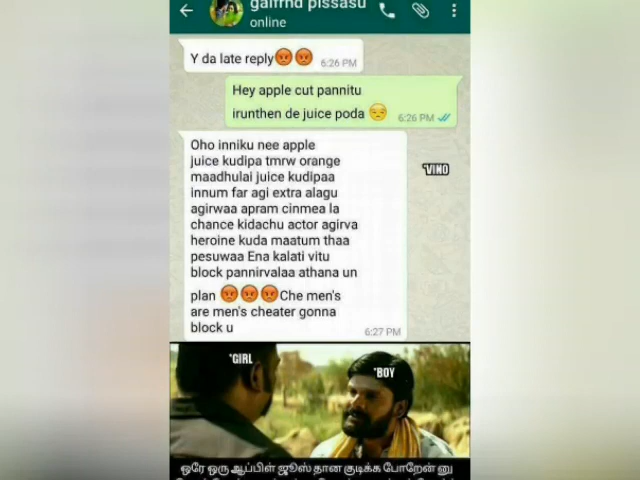 galfrnd pissasu
online
Y da late reply😡😡 6:26 PM
Hey apple cut pannitu
irunthen de juice poda 😒 6:26 PM
Oho inniku nee apple
juice kudipa tmrw orange
maadhulai juice kudipaa
innum far agi extra alagu
agirwaa apram cinmea la
chance kidachu actor agirva
heroine kuda maatum thaa
pesuwaa Ena kalati vitu
block pannirvalaa athana un
plan 😡😡😡Che men's
are men's cheater gonna
block u 6:27 PM
*VINO
*GIRL
*BOY
ஒரே ஒரு ஆப்பிள் ஜூஸ் தான குடிக்க போறேன் னு